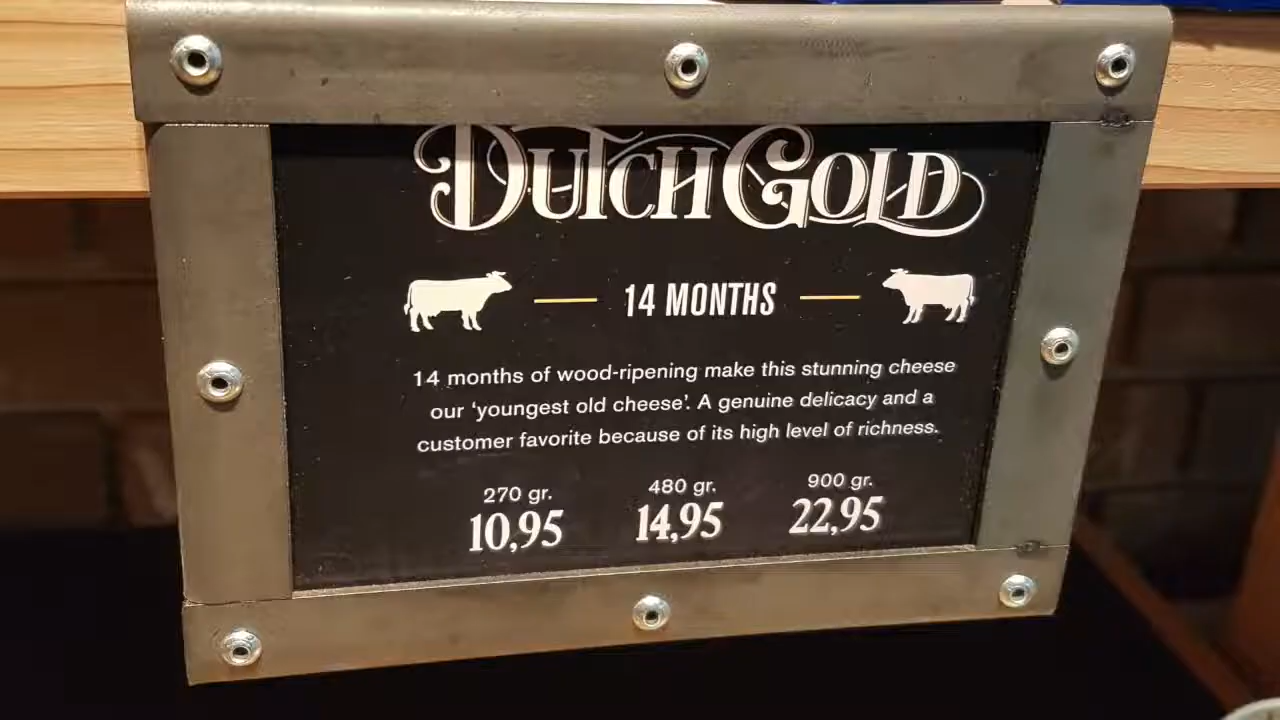 DUTCH GOLD
14 MONTHS
14 months of wood-ripening make this stunning cheese
our ‘youngest old cheese’. A genuine delicacy and a
customer favorite because of its high level of richness.
270 gr. 480 gr. 900 gr.
10,95 14,95 22,95